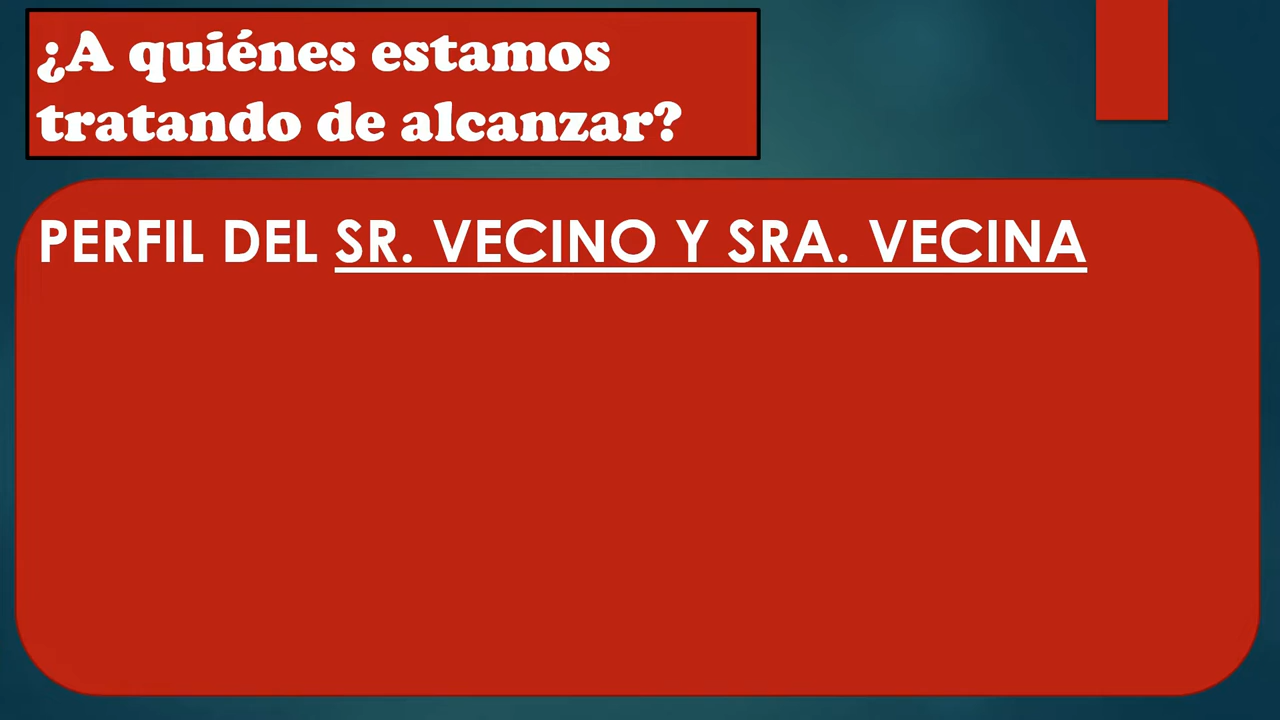 ¿A quiénes estamos
tratando de alcanzar?
PERFIL DEL SR. VECINO Y SRA. VECINA